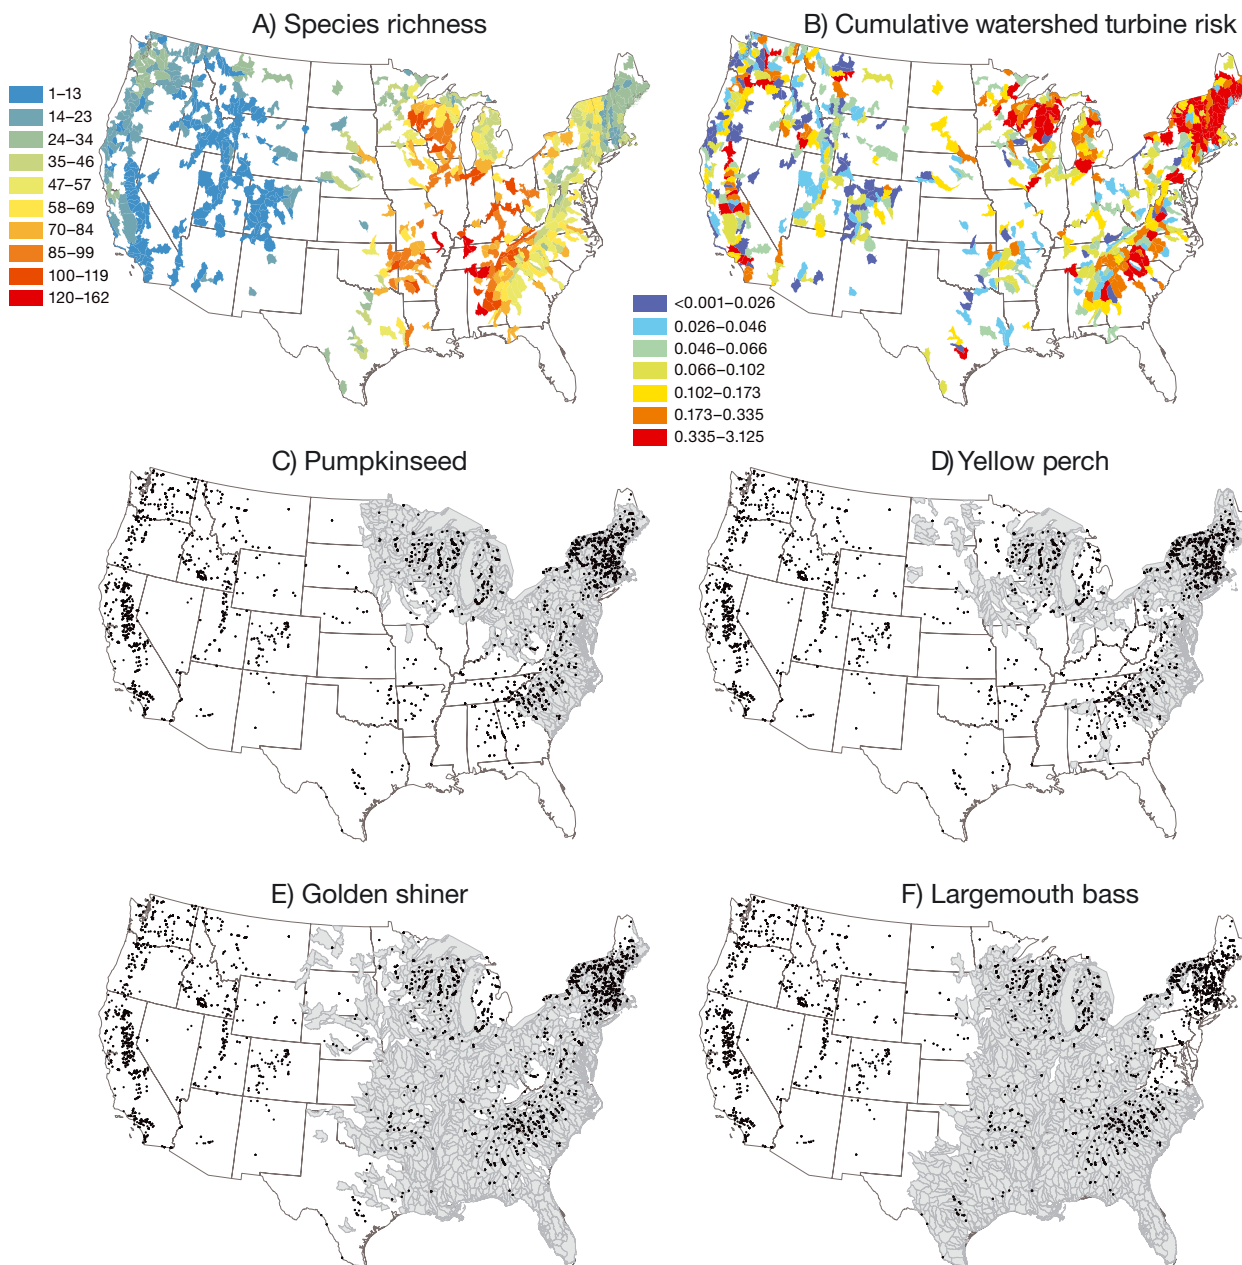 A) Species richness
1–13
14–23
24–34
35–46
47–57
58–69
70–84
85–99
100–119
120–162
B) Cumulative watershed turbine risk
<0.001–0.026
0.026–0.046
0.046–0.066
0.066–0.102
0.102–0.173
0.173–0.335
0.335–3.125
C) Pumpkinseed
D) Yellow perch
E) Golden shiner
F) Largemouth bass